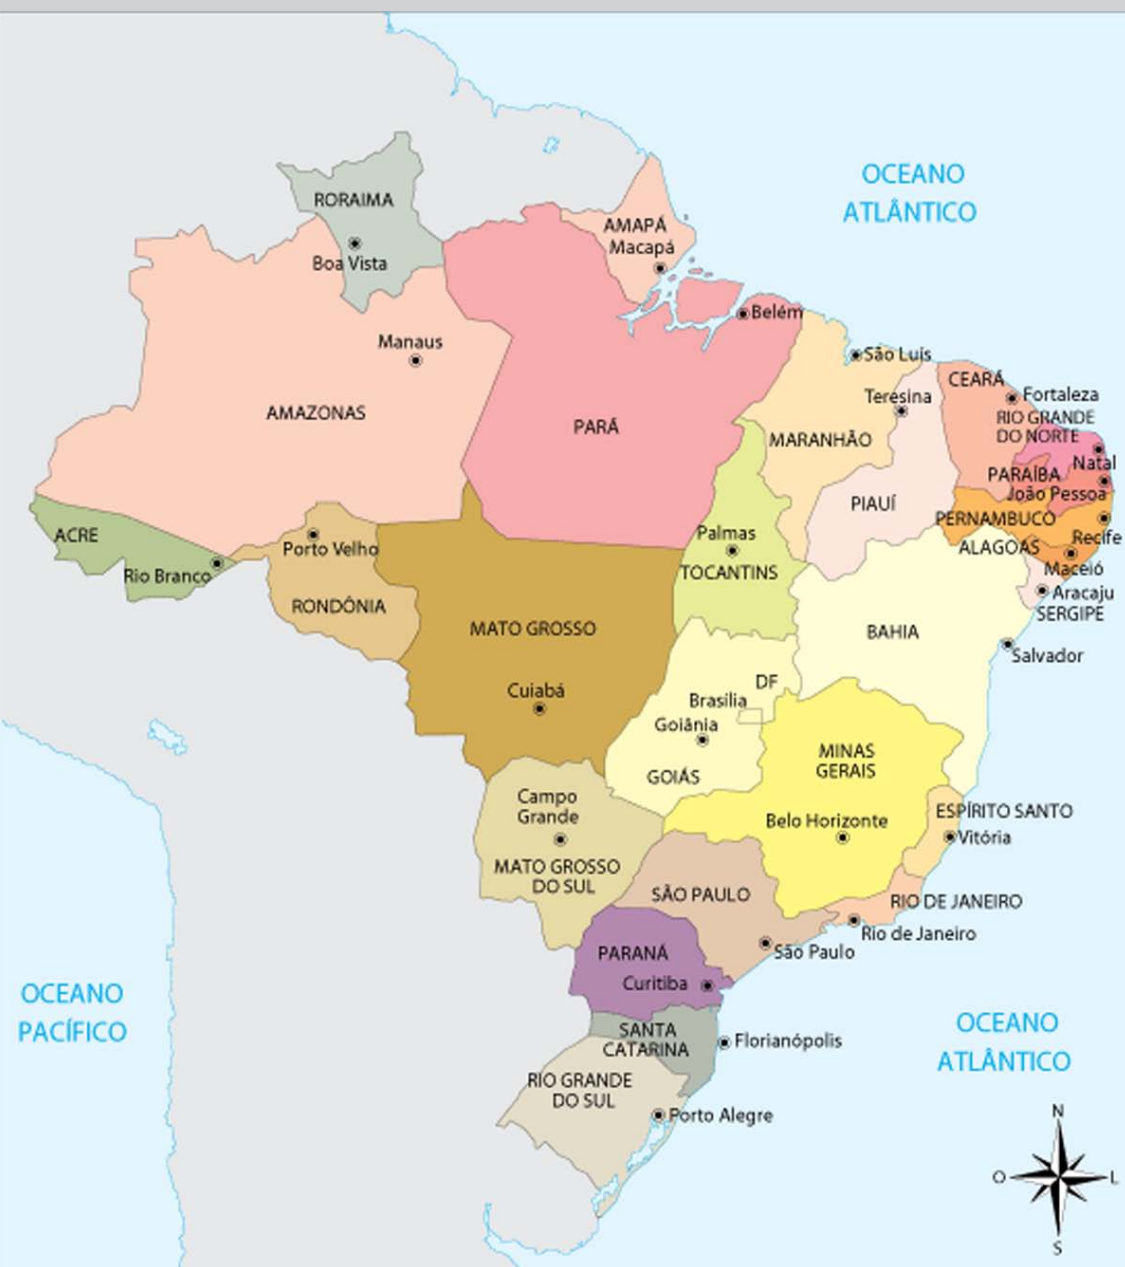 OCEANO
ATLÂNTICO
RORAIMA
Boa Vista
AMAPÁ
Macapá
Belém
Manaus
AMAZONAS
PARÁ
São Luís
Teresina
MARANHÃO
CEARÁ
Fortaleza
RIO GRANDE
DO NORTE
Natal
PARAÍBA
João Pessoa
PIAUÍ
PERNAMBUCO
Recife
ALAGOAS
Maceió
Aracaju
SERGIPE
ACRE
Rio Branco
Porto Velho
RONDÔNIA
Palmas
TOCANTINS
MATO GROSSO
Cuiabá
BAHIA
Salvador
DF
Brasília
Goiânia
GOIÁS
MINAS
GERAIS
Belo Horizonte
ESPÍRITO SANTO
Vitória
Campo
Grande
MATO GROSSO
DO SUL
SÃO PAULO
São Paulo
RIO DE JANEIRO
Rio de Janeiro
PARANÁ
Curitiba
SANTA
CATARINA
Florianópolis
RIO GRANDE
DO SUL
Porto Alegre
OCEANO
PACÍFICO
OCEANO
ATLÂNTICO
N
O
L
S